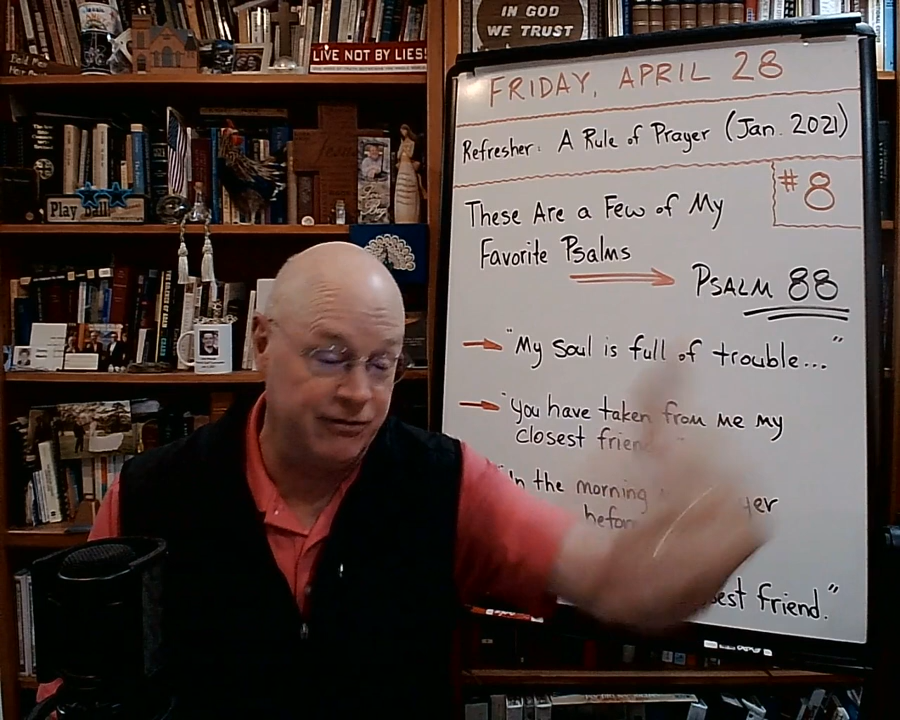 IN GOD
WE TRUST
LIVE NOT BY LIES!
Play ball
FRIDAY, APRIL 28
Refresher: A Rule of Prayer (Jan. 2021)
#8
These Are a Few of My
Favorite Psalms
PSALM 88
"My soul is full of trouble..."
"You have taken from me my
closest frien
"In the morning
befor
est friend."